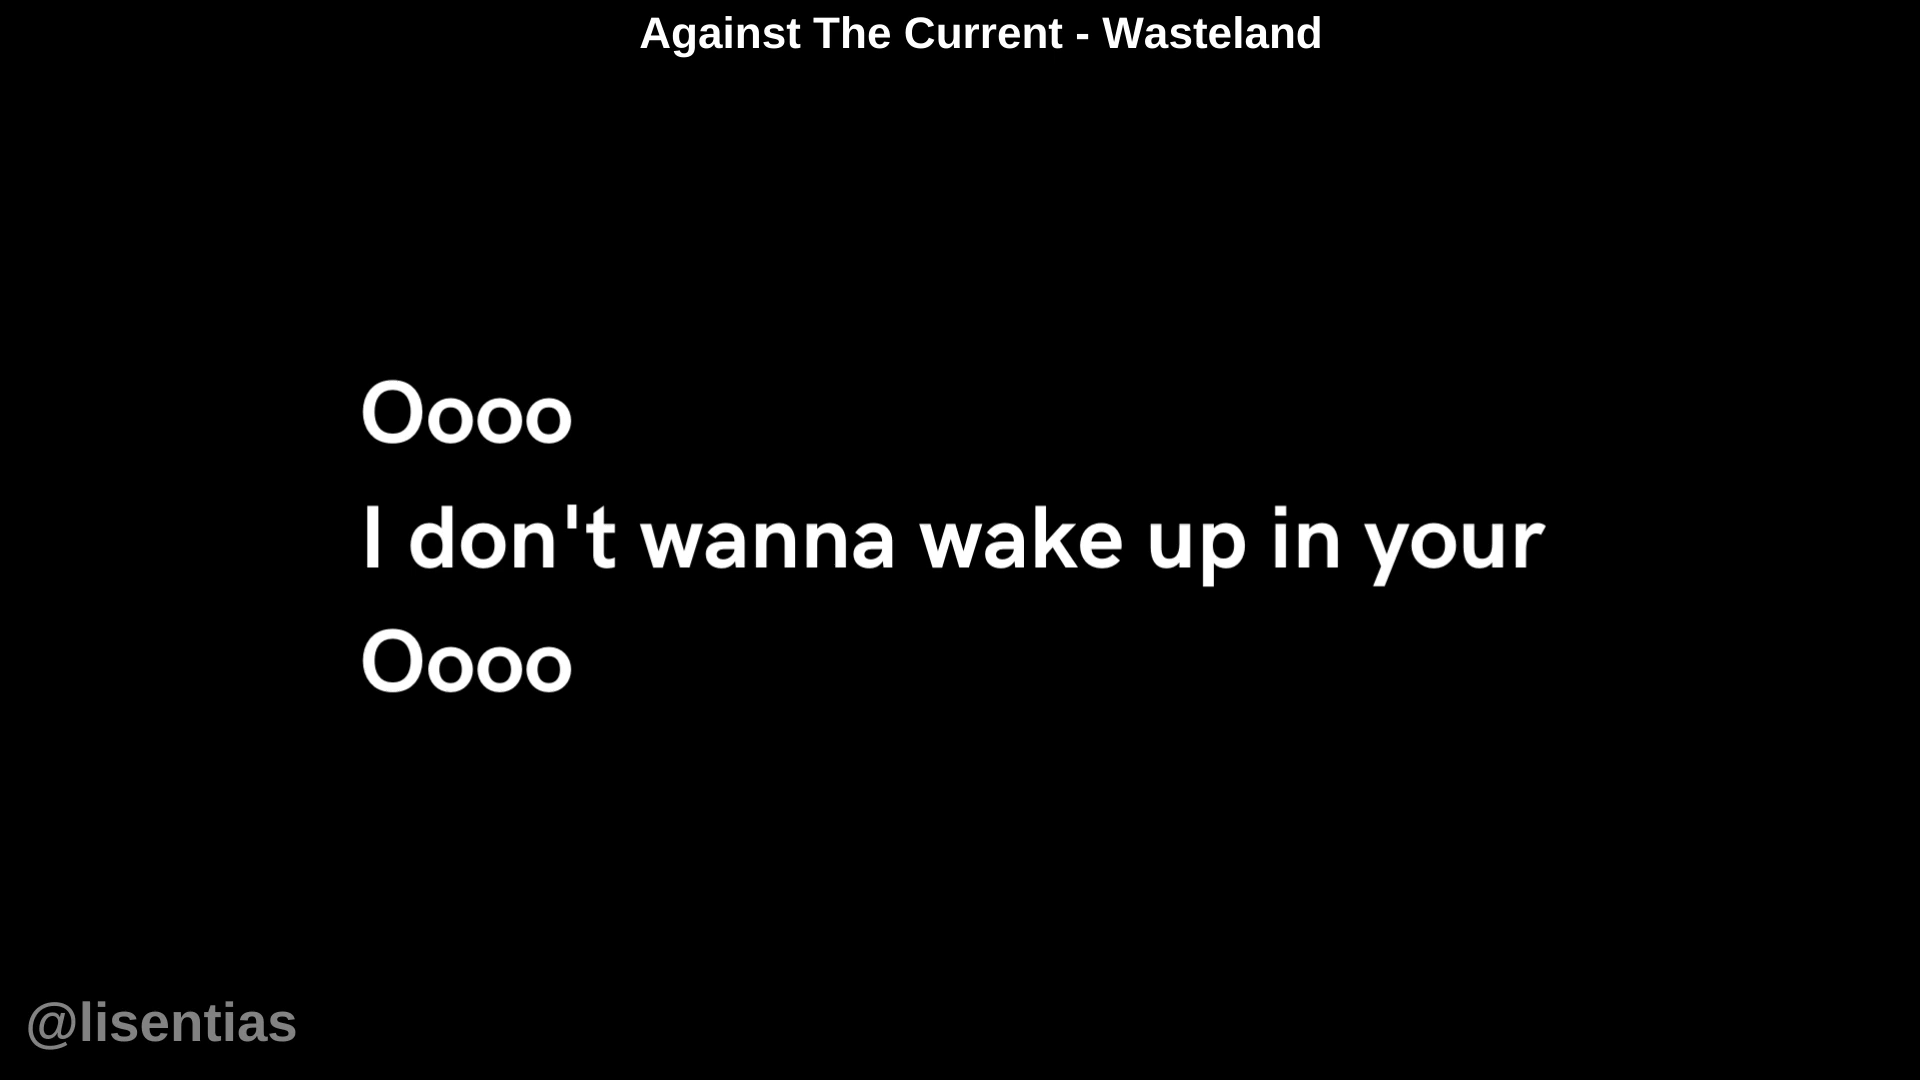 Against The Current - Wasteland
Oooo
I don't wanna wake up in your
Oooo
@lisentias